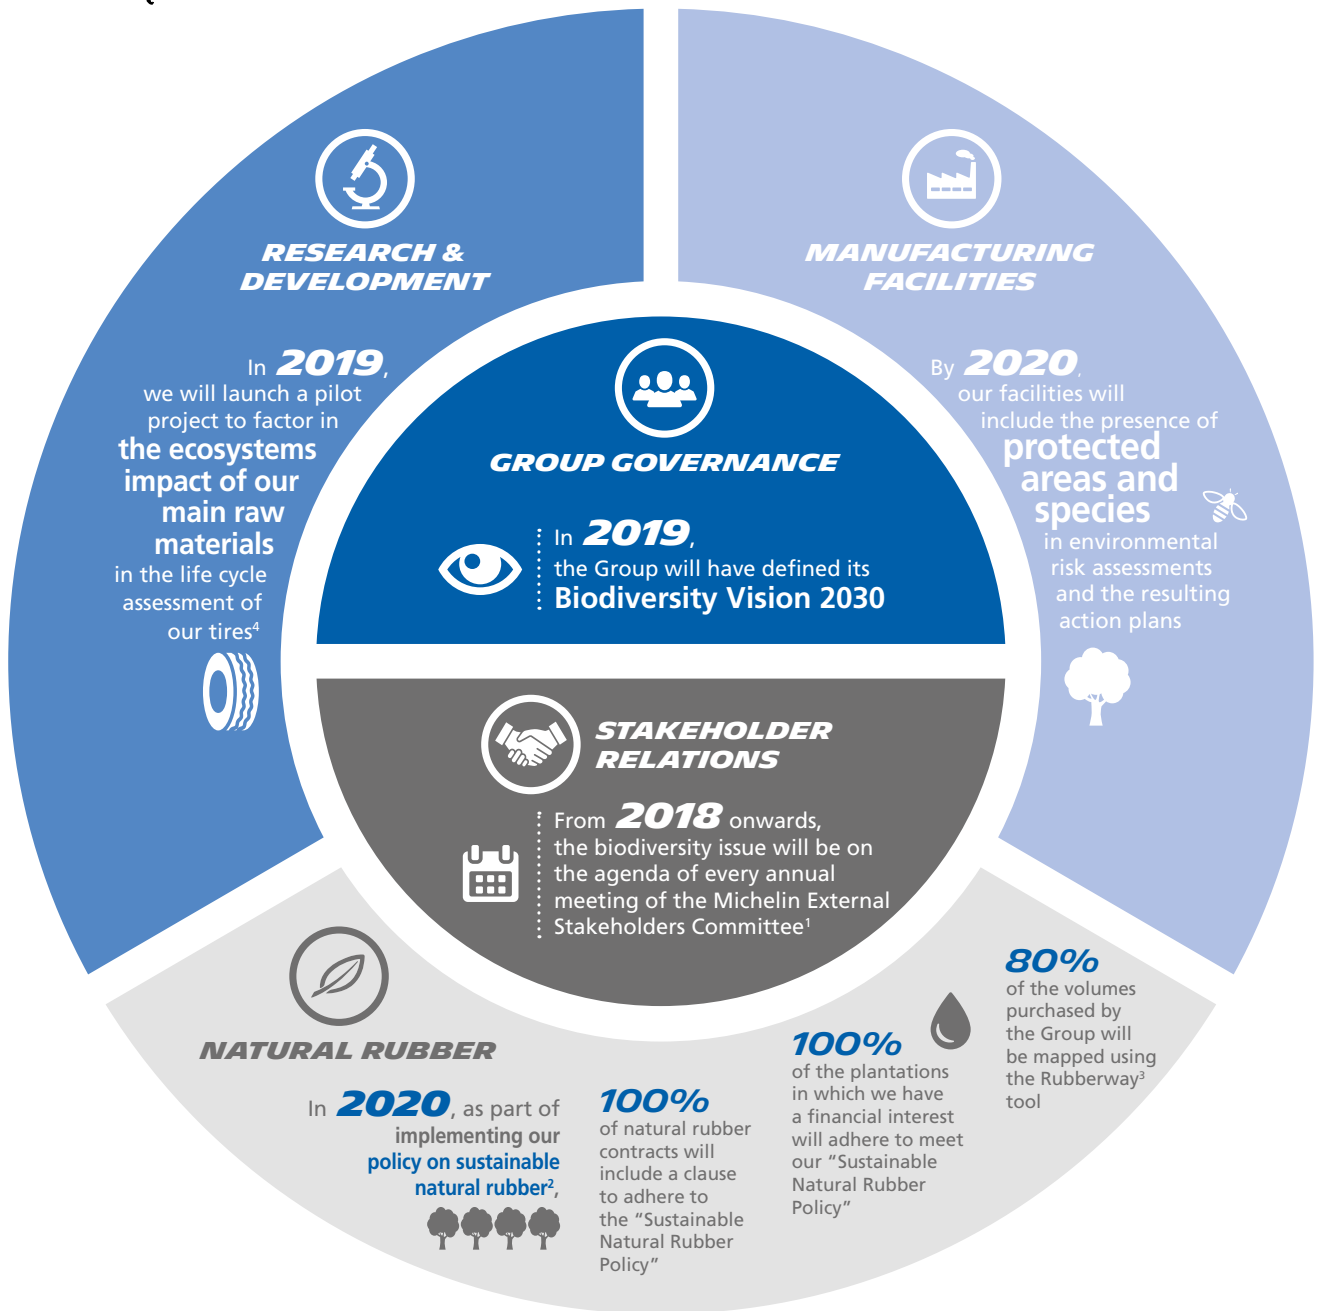 RESEARCH &
DEVELOPMENT
In 2019,
we will launch a pilot
project to factor in
the ecosystems
impact of our
main raw
materials
in the life cycle
assessment of
our tires4
MANUFACTURING
FACILITIES
By 2020,
our facilities will
include the presence of
protected
areas and
species
in environmental
risk assessments
and the resulting
action plans
GROUP GOVERNANCE
In 2019,
the Group will have defined its
Biodiversity Vision 2030
STAKEHOLDER
RELATIONS
From 2018 onwards,
the biodiversity issue will be on
the agenda of every annual
meeting of the Michelin External
Stakeholders Committee1
NATURAL RUBBER
In 2020, as part of
implementing our
policy on sustainable
natural rubber2,
100%
of natural rubber
contracts will
include a clause
to adhere to
the “Sustainable
Natural Rubber
Policy”
100%
of the plantations
in which we have
a financial interest
will adhere to meet
our “Sustainable
Natural Rubber
Policy”
80%
of the volumes
purchased by
the Group will
be mapped using
the Rubberway3
tool